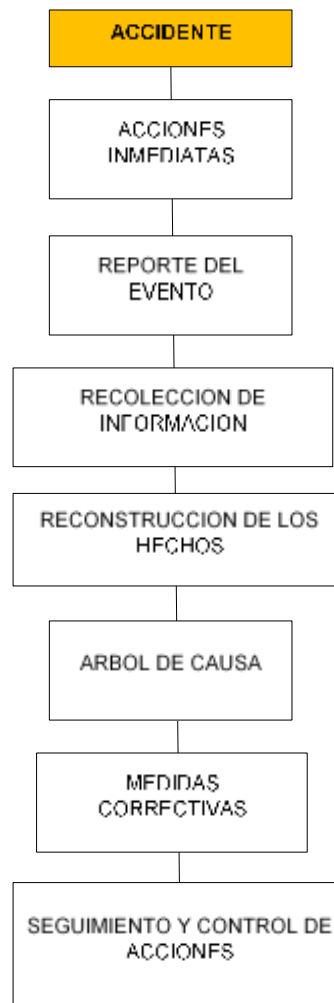 ACCIDENTE
ACCIONES
INMEDIATAS
REPORTE DEL
EVENTO
RECOLECCION DE
INFORMACION
RECONSTRUCCION DE LOS
HECHOS
ARBOL DE CAUSA
MEDIDAS
CORRECTIVAS
SEGUIMIENTO Y CONTROL DE
ACCIONES